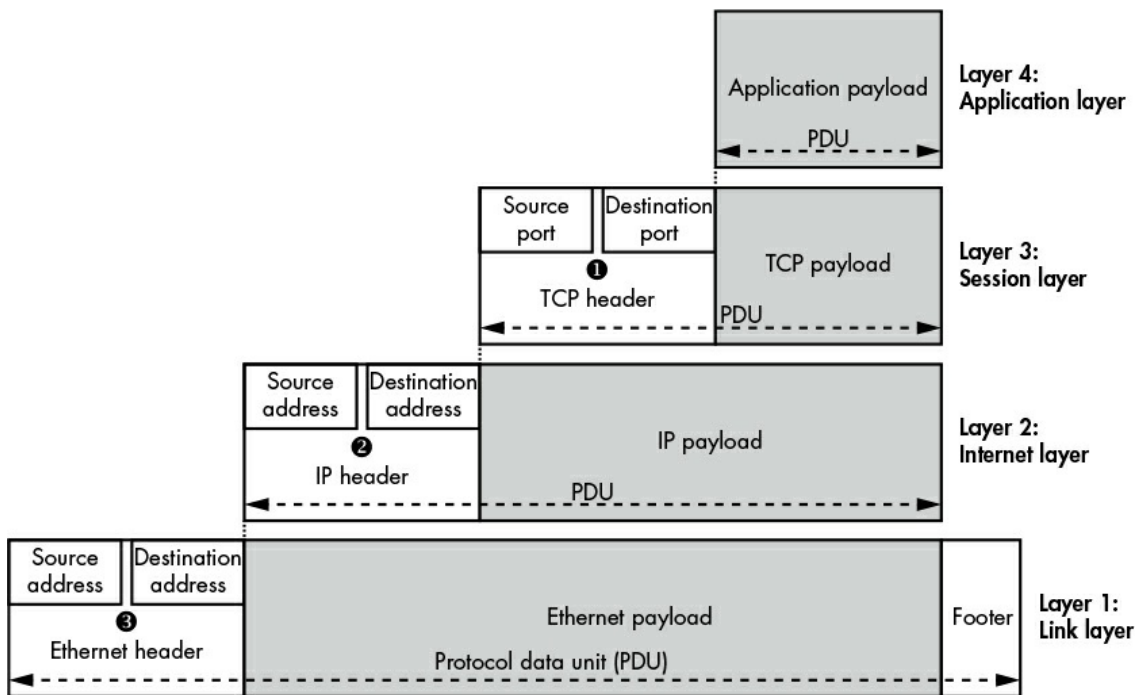 Application payload
PDU
Layer 4:
Application layer
Source
port
Destination
port
❶
TCP header
TCP payload
PDU
Layer 3:
Session layer
Source
address
Destination
address
❷
IP header
IP payload
PDU
Layer 2:
Internet layer
Source
address
Destination
address
❸
Ethernet header
Ethernet payload
Protocol data unit (PDU)
Footer
Layer 1:
Link layer